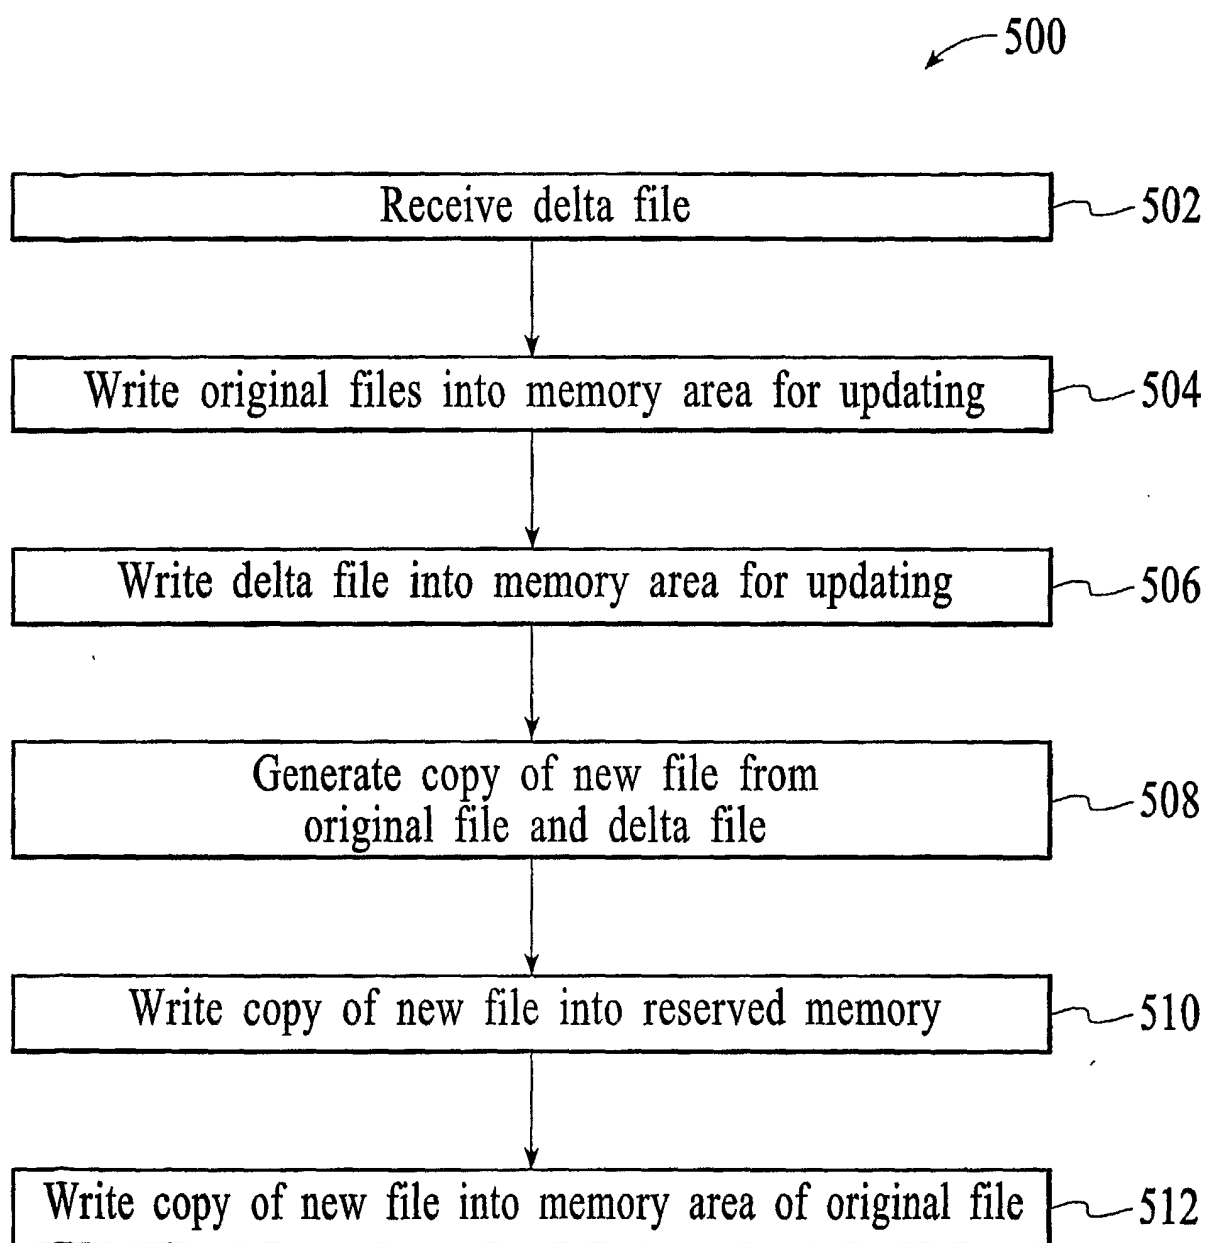 500
Receive delta file
502
Write original files into memory area for updating
504
Write delta file into memory area for updating
506
Generate copy of new file from
original file and delta file
508
Write copy of new file into reserved memory
510
Write copy of new file into memory area of original file
512